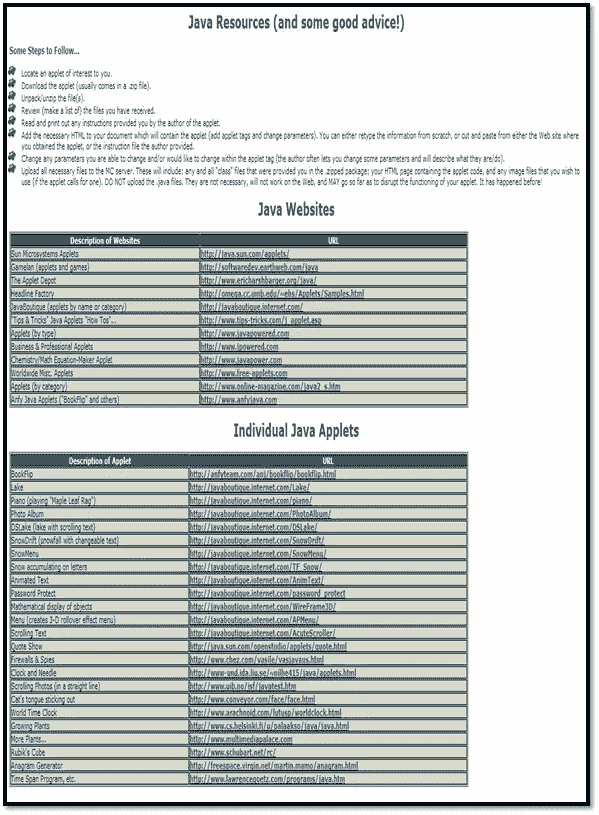 Java Resources (and some good advice!)
Some Steps to Follow...
Locate an applet of interest to you.
Download the applet (usually comes in a .zip file).
Unpack/unzip the file(s).
Review (make a list of) the files you have received.
Read and print out any instructions provided you by the author of the applet.
Add the necessary HTML to your document which will contain the applet (add applet tags and change parameters). You can either retype the information from scratch, or cut and paste from either the Web site where
you obtained the applet, or the instruction file the author provided.
Change any parameters you are able to change and/or would like to change within the applet tag (the author often lets you change some parameters and will describe what they are/do).
Upload all necessary files to the MC server. These will include: any and all "class" files that were provided you in the .zipped package; your HTML page containing the applet code, and any image files that you wish to
use (if the applet calls for one). DO NOT upload the .java files. They are not necessary, will not work on the Web, and MAY go so far as to disrupt the functioning of your applet. It has happened before!
Java Websites
Description of Websites URL
Sun Microsystems Applets http://java.sun.com/applets/
Gamelan (applets and games) http://softwaredev.earthweb.com/java
The Applet Depot http://www.ericharshbarger.org/java/
Headline Factory http://omega.cc.umb.edu/~ehs/Applets/Samples.html
JavaBoutique (applets by name or category) http://javaboutique.internet.com/
"Tips & Tricks" Java Applets "How Tos"... http://www.tips-tricks.com/j_applet.asp
Applets (by type) http://www.javapowered.com
Business & Professional Applets http://www.jpowered.com
Chemistry/Math Equation-Maker Applet http://www.javapower.com
Worldwide Misc. Applets http://www.free-applets.com
Applets (by category) http://www.online-magazine.com/java2_s.htm
Anfy Java Applets ("BookFlip" and others) http://www.anfyjava.com
Individual Java Applets
Description of Applet URL
BookFlip http://anfyteam.com/anj/bookflip/bookflip.html
Lake http://javaboutique.internet.com/Lake/
Piano (playing "Maple Leaf Rag") http://javaboutique.internet.com/piano/
Photo Album http://javaboutique.internet.com/PhotoAlbum/
DSLake (lake with scrolling text) http://javaboutique.internet.com/DSLake/
SnowDrift (snowfall with changeable text) http://javaboutique.internet.com/SnowDrift/
SnowMenu http://javaboutique.internet.com/SnowMenu/
Snow accumulating on letters http://javaboutique.internet.com/TF_Snow/
Animated Text http://javaboutique.internet.com/AnimText/
Password Protect http://javaboutique.internet.com/password_protect
Mathematical display of objects http://javaboutique.internet.com/WireFrame3D/
Menu (creates 3-D rollover effect menu) http://javaboutique.internet.com/APMenu/
Scrolling Text http://javaboutique.internet.com/AcuteScroller/
Quote Show http://java.sun.com/openstudio/applets/quote.html
Firewalls & Spies http://www.chez.com/vasile/vasjavaus.html
Clock and Needle http://www-und.ida.liu.se/~nilhe415/java/applets.html
Scrolling Photos (in a straight line) http://www.uib.no/isf/javatest.htm
Cat's tongue sticking out http://www.conveyor.com/face/face.html
World Time Clock http://www.arachnoid.com/lutusp/worldclock.html
Growing Plants http://www.cs.helsinki.fi/u/palaakso/java/java.html
More Plants... http://www.multimediapalace.com
Rubik's Cube http://www.schubart.net/rc/
Anagram Generator http://freespace.virgin.net/martin.mamo/anagram.html
Time Span Program, etc. http://www.lawrencegoetz.com/programs/java.htm